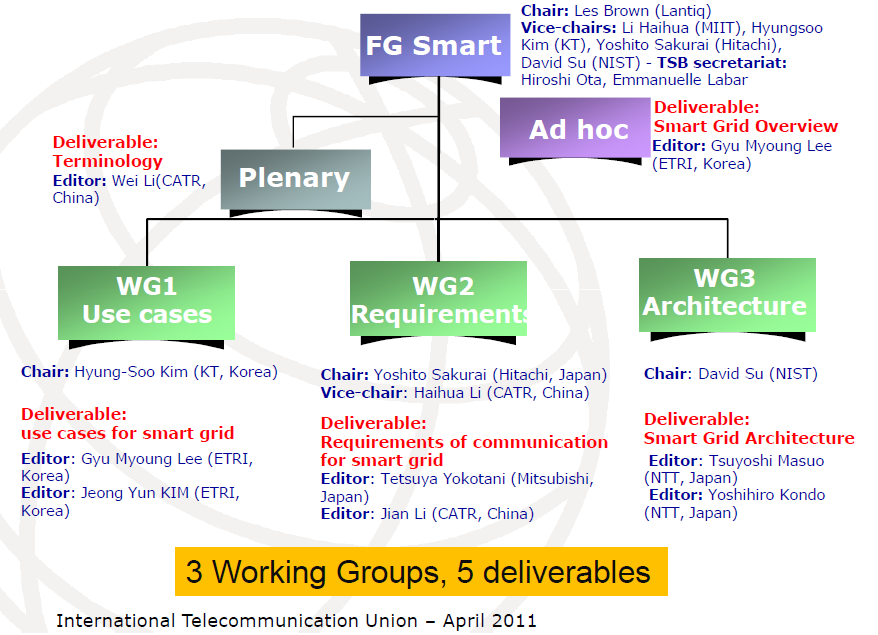 FG Smart
Chair: Les Brown (Lantiq)
Vice-chairs: Li Haihua (MIIT), Hyungsoo
Kim (KT), Yoshito Sakurai (Hitachi),
David Su (NIST) - TSB secretariat:
Hiroshi Ota, Emmanuelle Labar
Ad hoc
Deliverable:
Smart Grid Overview
Editor: Gyu Myoung Lee
(ETRI, Korea)
Deliverable:
Terminology
Editor: Wei Li(CATR,
China)
Plenary
WG1
Use cases
Chair: Hyung-Soo Kim (KT, Korea)
Deliverable:
use cases for smart grid
Editor: Gyu Myoung Lee (ETRI,
Korea)
Editor: Jeong Yun KIM (ETRI,
Korea)
WG2
Requirements
Chair: Yoshito Sakurai (Hitachi, Japan)
Vice-chair: Haihua Li (CATR, China)
Deliverable:
Requirements of communication
for smart grid
Editor: Tetsuya Yokotani (Mitsubishi,
Japan)
Editor: Jian Li (CATR, China)
WG3
Architecture
Chair: David Su (NIST)
Deliverable:
Smart Grid Architecture
Editor: Tsuyoshi Masuo
(NTT, Japan)
Editor: Yoshihiro Kondo
(NTT, Japan)
3 Working Groups, 5 deliverables
International Telecommunication Union – April 2011